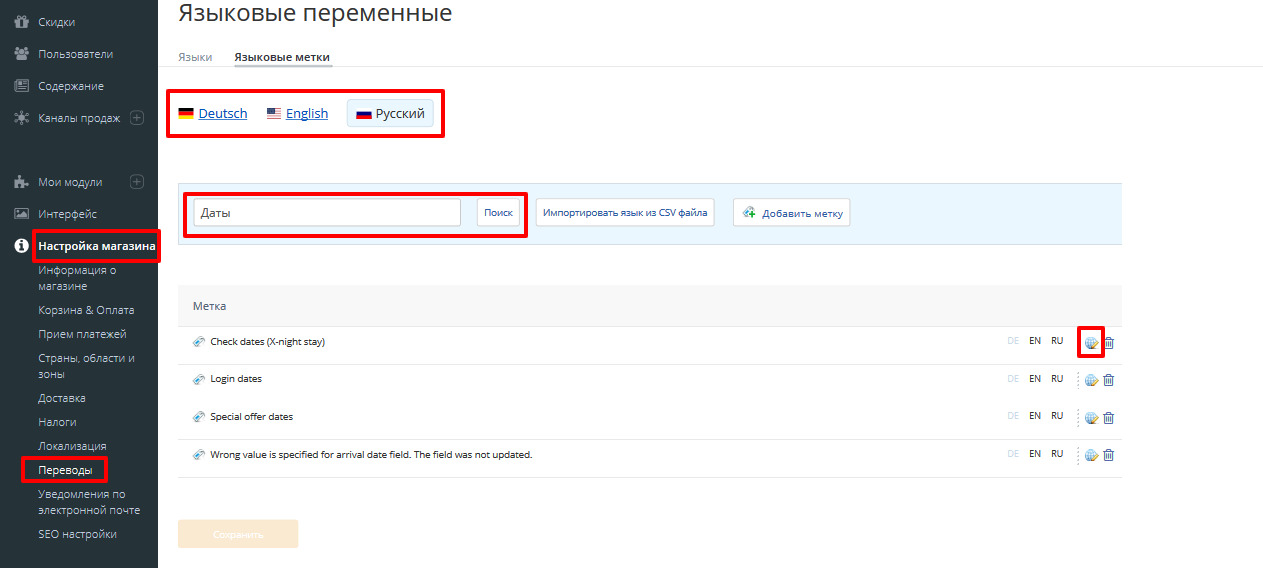 Скидки
Пользователи
Содержание
Каналы продаж
Мои модули
Интерфейс
Настройка магазина
Информация о
магазине
Корзина & Оплата
Прием платежей
Страны, области и
зоны
Доставка
Налоги
Локализация
Переводы
Уведомления по
электронной почте
SEO настройки
Языковые переменные
Языки Языковые метки
Deutsch English Русский
Даты Поиск Импортировать язык из CSV файла Добавить метку
Метка
Check dates (X-night stay) DE EN RU
Login dates DE EN RU
Special offer dates DE EN RU
Wrong value is specified for arrival date field. The field was not updated. DE EN RU
Сохранить